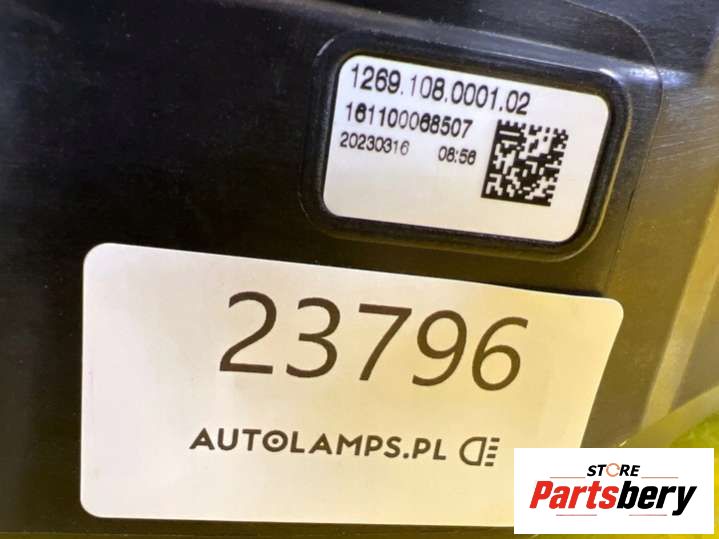 1269.108.0001.02
161100068507
20230316 08:56
23796
AUTOLAMPS.PL
STORE
Partsbery